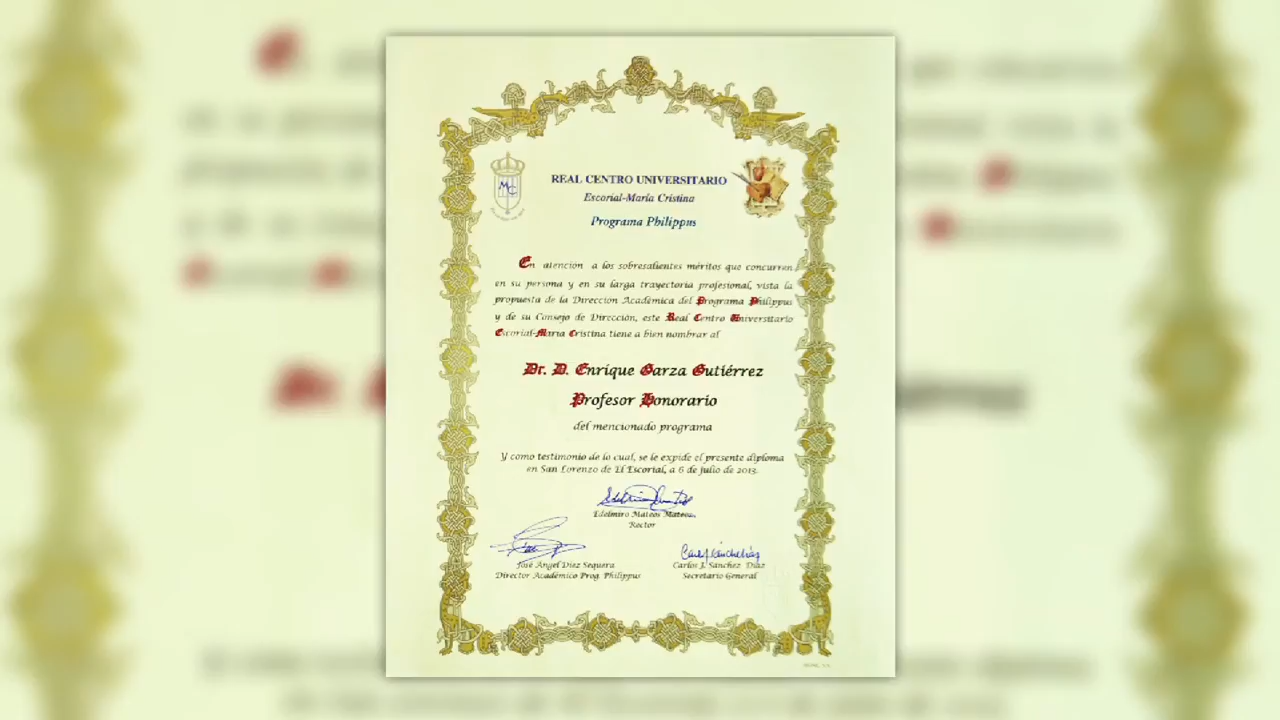 REAL CENTRO UNIVERSITARIO
Escorial-María Cristina
Programa Philippus
MC
En atención a los sobresalientes méritos que concurren
en su persona y en su larga trayectoria profesional, vista la
propuesta de la Dirección Académica del Programa Philippus
y de su Consejo de Dirección, este Real Centro Universitario
Escorial-María Cristina tiene a bien nombrar al
Dr. D. Enrique Garza Gutiérrez
Profesor Honorario
del mencionado programa
Y como testimonio de lo cual, se le expide el presente diploma
en San Lorenzo de El Escorial, a 6 de julio de 2013.
Edelmiro Mateos Mateos
Rector
José Ángel Díez Sequera
Director Académico Prog. Philippus
Carlos J. Sánchez Díaz
Secretario General